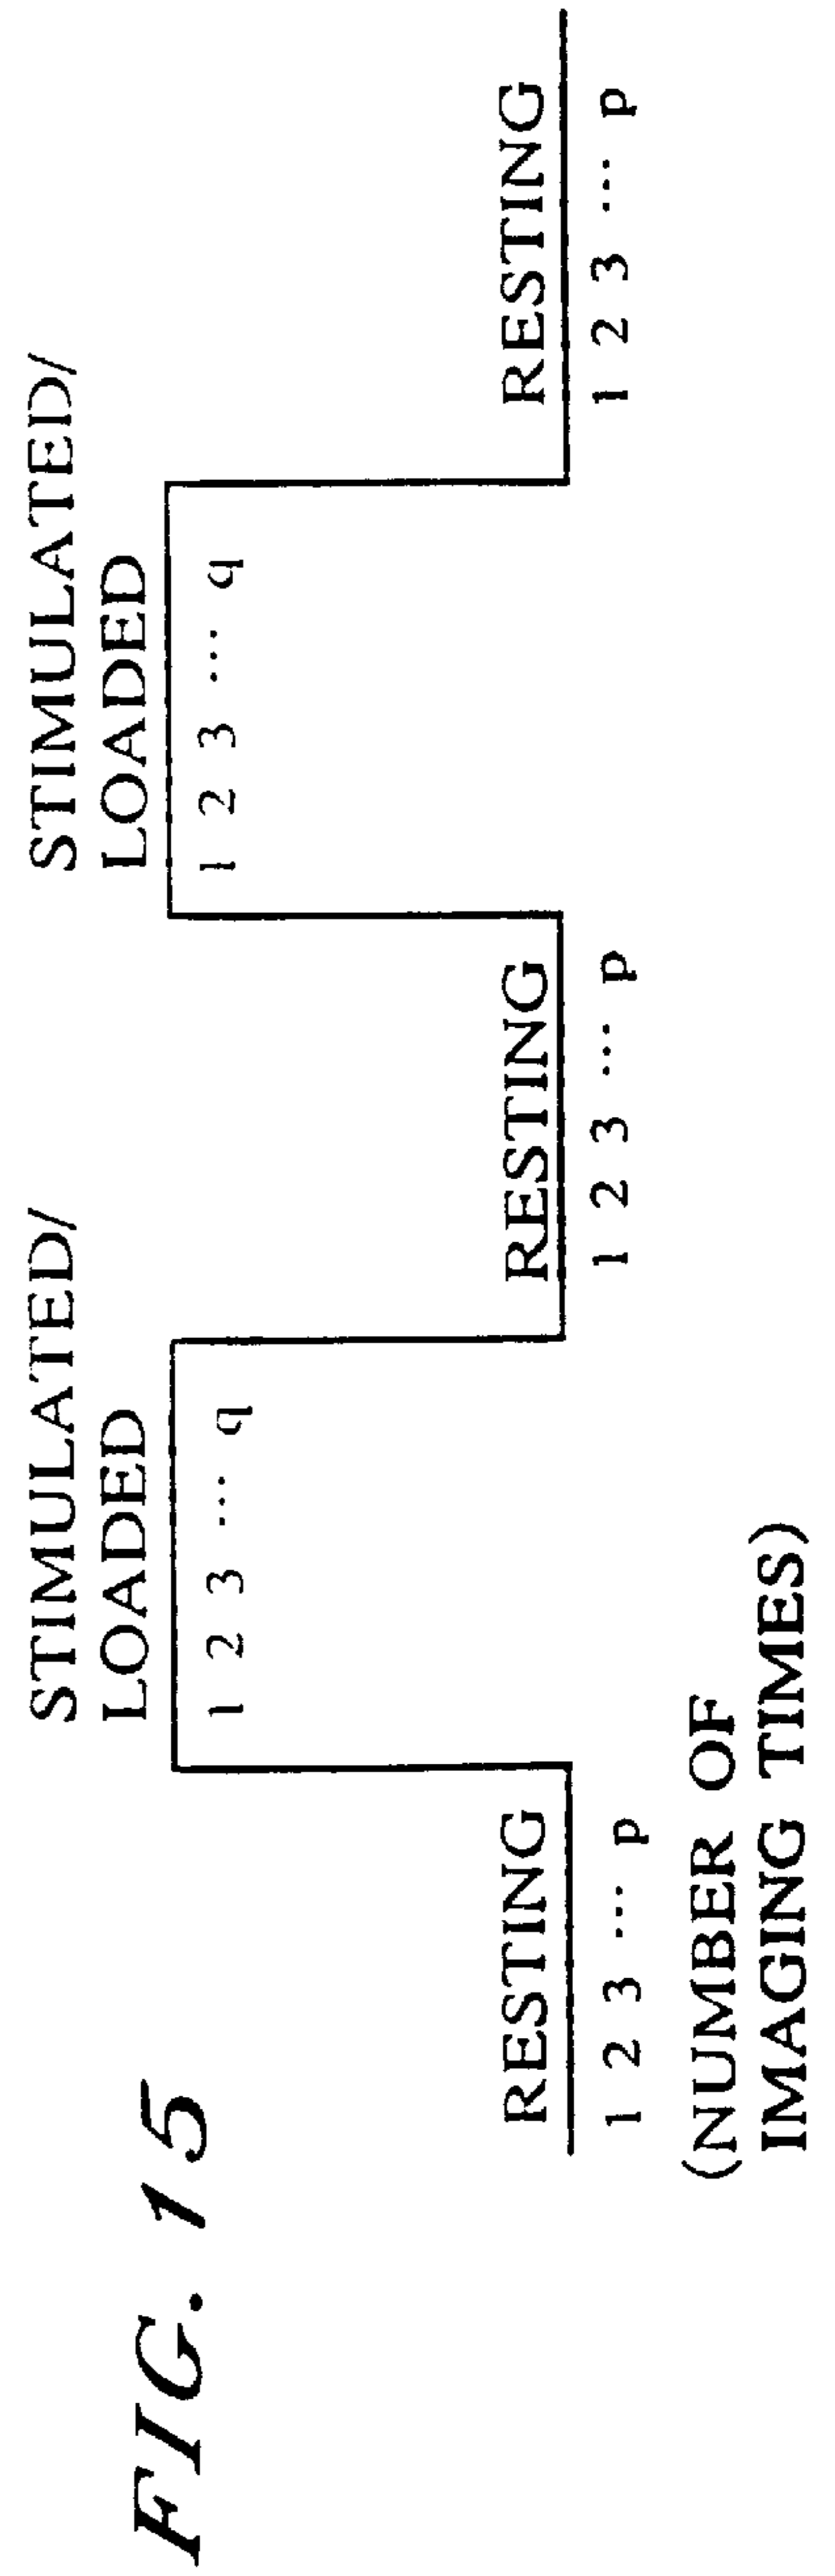 FIG. 15
STIMULATED/
LOADED
STIMULATED/
LOADED
1 2 3 ... q
1 2 3 ... q
RESTING
RESTING
RESTING
1 2 3 ... p
1 2 3 ... p
1 2 3 ... p
(NUMBER OF
IMAGING TIMES)